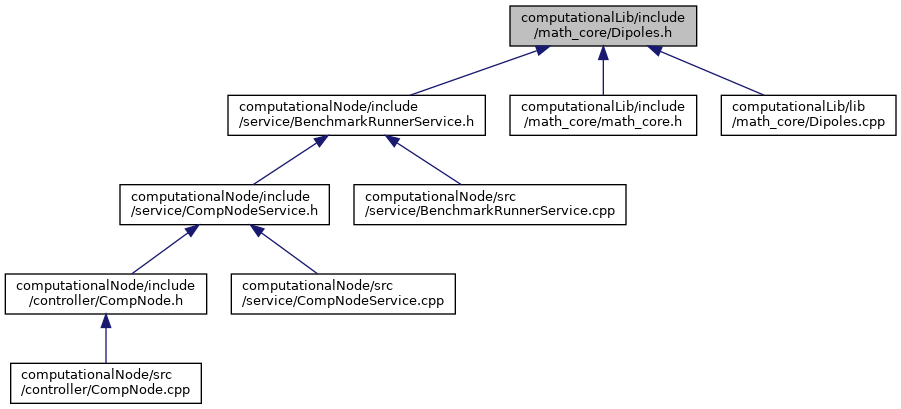 computationalLib/include
/math_core/Dipoles.h
computationalNode/include
/service/BenchmarkRunnerService.h
computationalLib/include
/math_core/math_core.h
computationalLib/lib
/math_core/Dipoles.cpp
computationalNode/include
/service/CompNodeService.h
computationalNode/src
/service/BenchmarkRunnerService.cpp
computationalNode/include
/controller/CompNode.h
computationalNode/src
/service/CompNodeService.cpp
computationalNode/src
/controller/CompNode.cpp